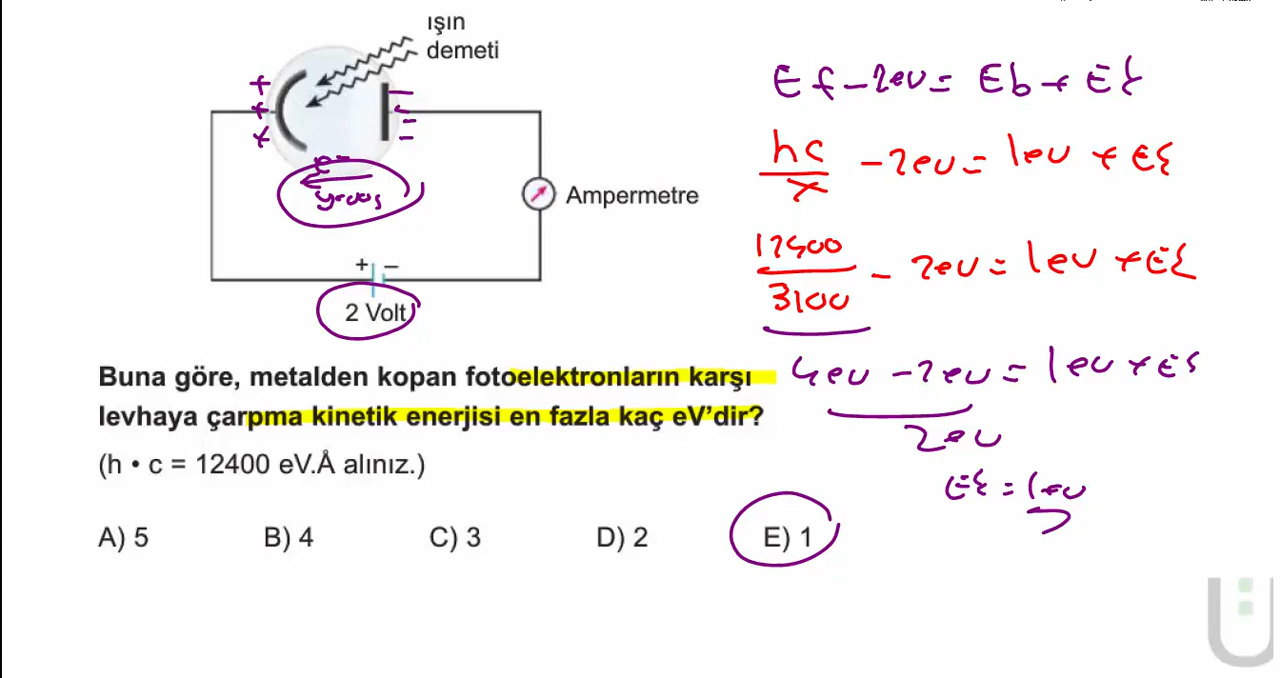 ışın
demeti
+
+
+
e-
Ampermetre
+ -
2 Volt
Buna göre, metalden kopan fotoelektronların karşı
levhaya çarpma kinetik enerjisi en fazla kaç eV'dir?
(h • c = 12400 eV.Å alınız.)
A) 5 B) 4 C) 3 D) 2 E) 1
Ef - 2eV = Eb + Ek
hc/λ - 2eV = 1eV + Ek
12400/3100 - 2eV = 1eV + Ek
4eV - 2eV = 1eV + Ek
2eV
Ek = 1eV